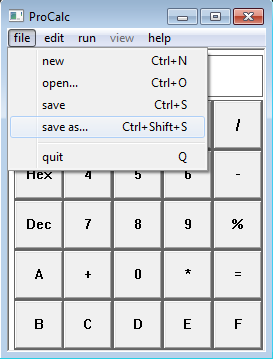 ProCalc
file edit run view help
new Ctrl+N
open... Ctrl+O
save Ctrl+S
save as... Ctrl+Shift+S
quit Q
/
Hex 4 5 6 -
Dec 7 8 9 %
A + 0 * =
B C D E F